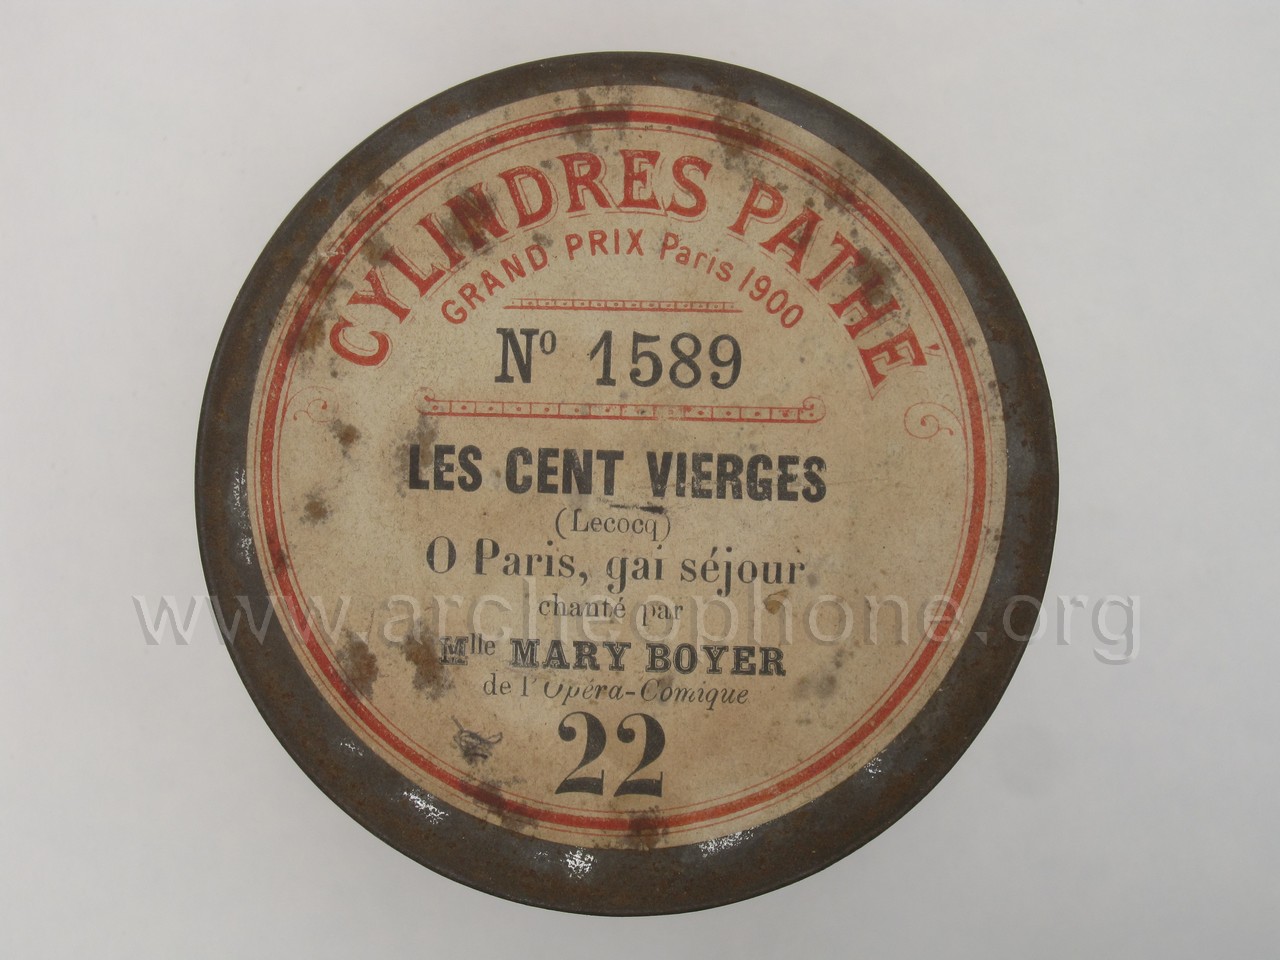 CYLINDRES PATHÉ
GRAND PRIX Paris 1900
Nº 1589
LES CENT VIERGES
(Lecocq)
O Paris, gai séjour
chanté par
www.archeophone.org
Mlle MARY BOYER
de l'Opéra-Comique
22